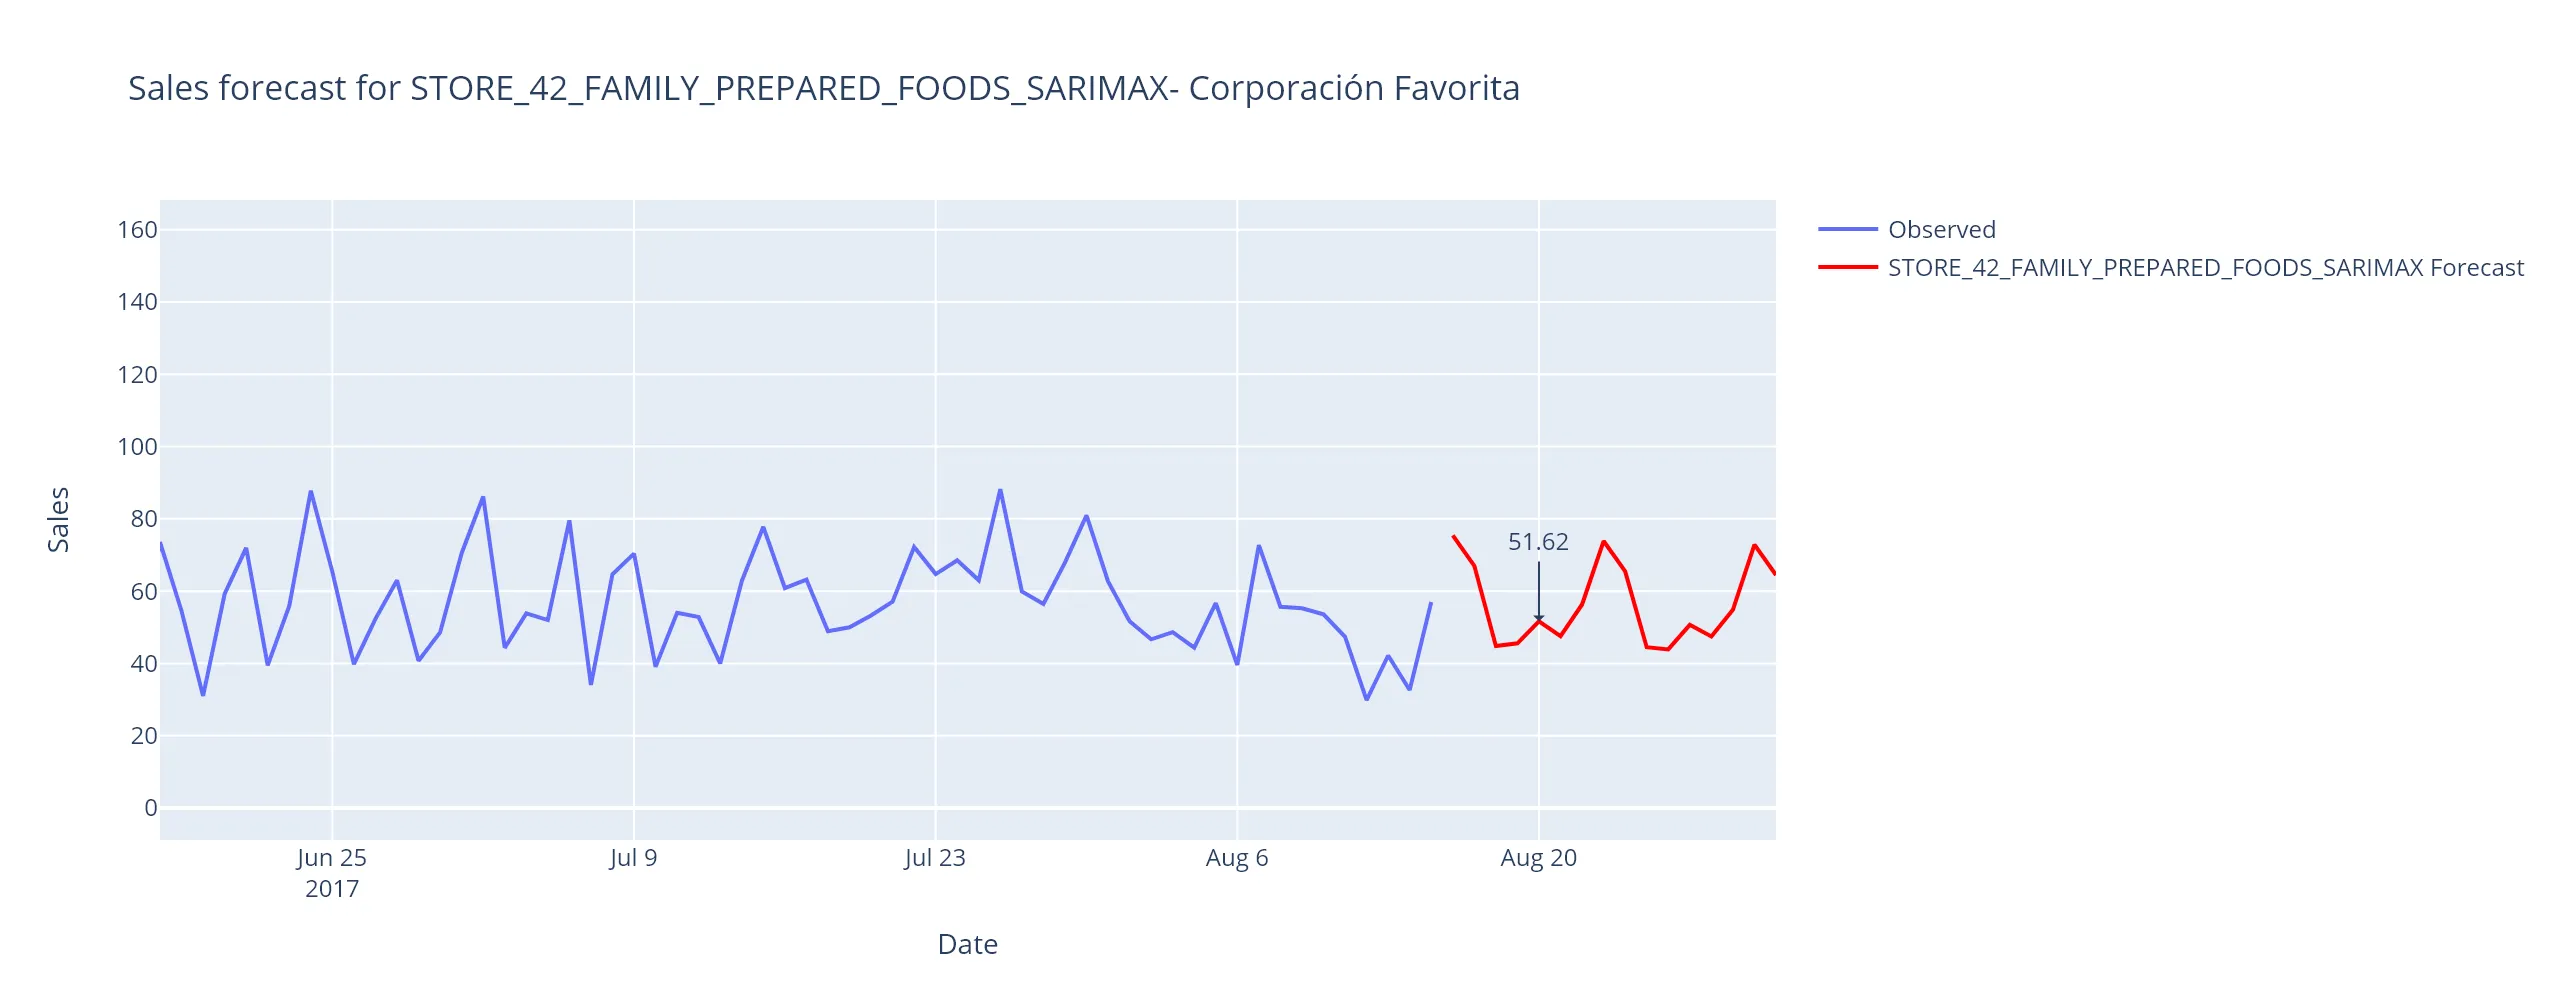 Sales forecast for STORE_42_FAMILY_PREPARED_FOODS_SARIMAX- Corporación Favorita
Observed
STORE_42_FAMILY_PREPARED_FOODS_SARIMAX Forecast
160
140
120
100
80
60
40
20
0
Sales
51.62
Jun 25
2017
Jul 9
Jul 23
Aug 6
Aug 20
Date